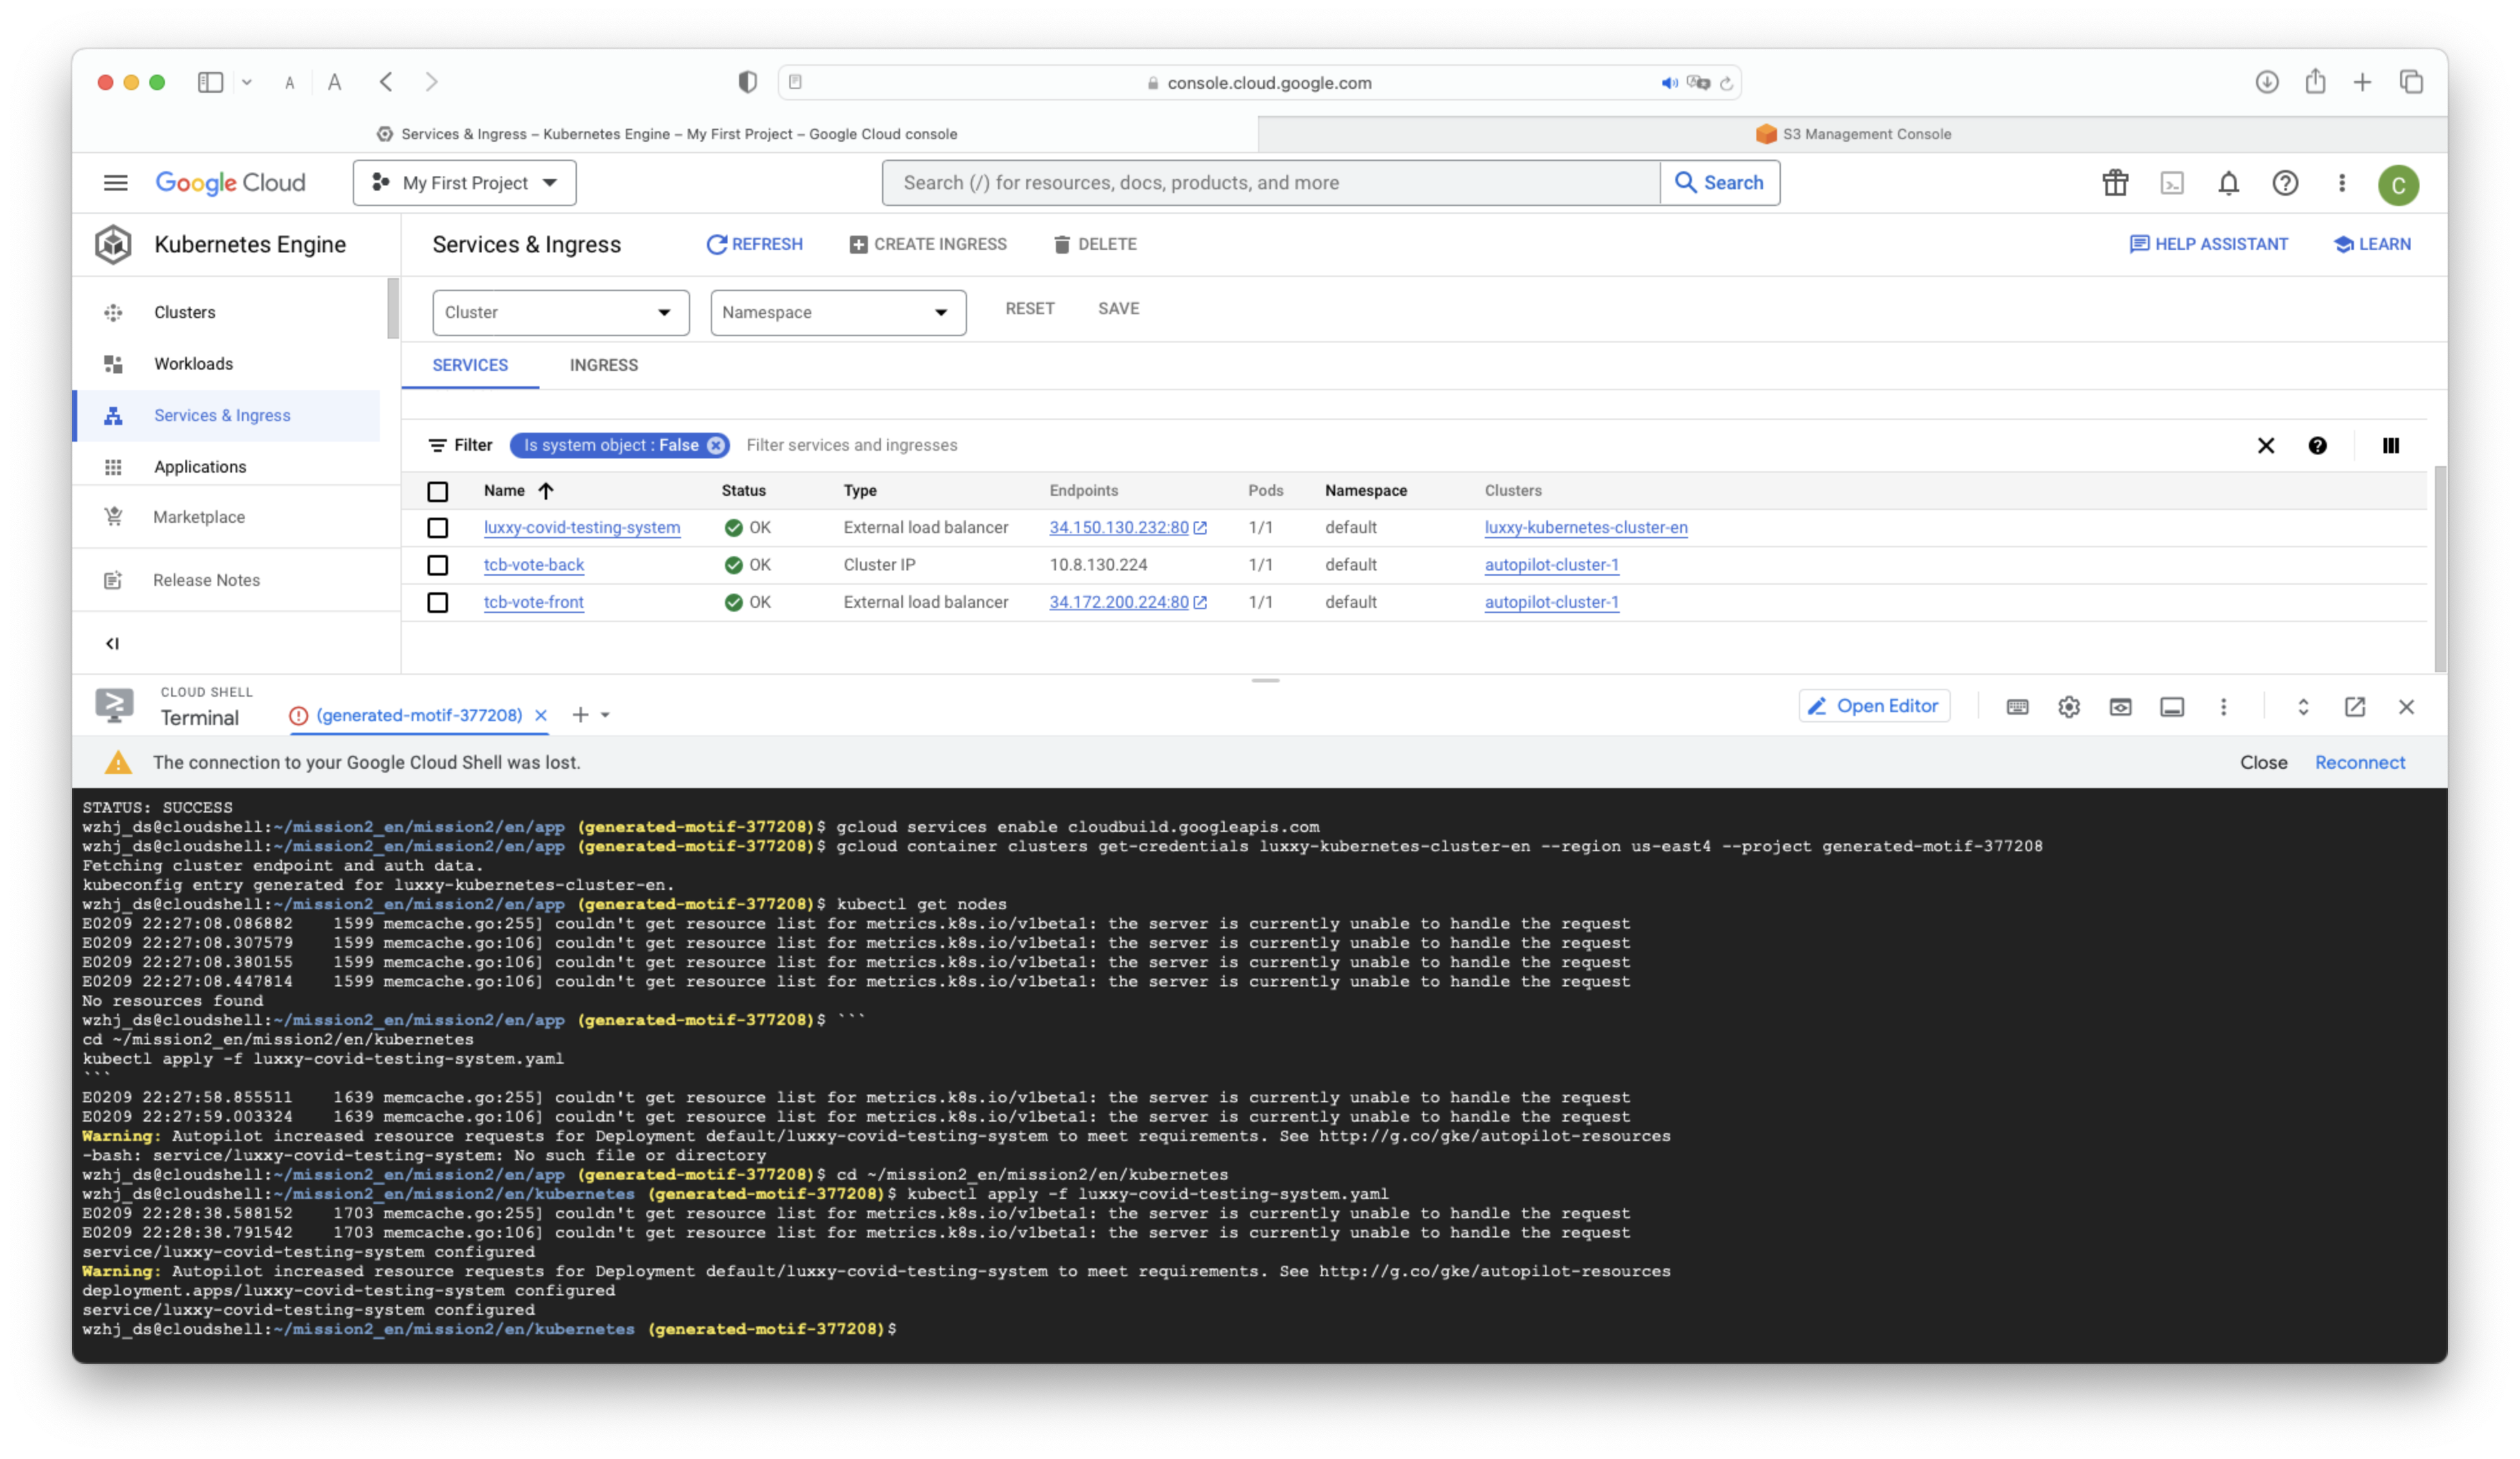 A A console.cloud.google.com
Services & Ingress – Kubernetes Engine – My First Project – Google Cloud console S3 Management Console
Google Cloud My First Project Search (/) for resources, docs, products, and more Search C
Kubernetes Engine Services & Ingress REFRESH CREATE INGRESS DELETE HELP ASSISTANT LEARN
Clusters Cluster Namespace RESET SAVE
Workloads SERVICES INGRESS
Services & Ingress
Filter Is system object : False Filter services and ingresses
Applications
Name Status Type Endpoints Pods Namespace Clusters
Marketplace
luxxy-covid-testing-system OK External load balancer 34.150.130.232:80 1/1 default luxxy-kubernetes-cluster-en
tcb-vote-back OK Cluster IP 10.8.130.224 1/1 default autopilot-cluster-1
Release Notes
tcb-vote-front OK External load balancer 34.172.200.224:80 1/1 default autopilot-cluster-1
CLOUD SHELL
Terminal (generated-motif-377208) Open Editor
The connection to your Google Cloud Shell was lost. Close Reconnect
STATUS: SUCCESS
wzhj_ds@cloudshell:~/mission2_en/mission2/en/app (generated-motif-377208)$ gcloud services enable cloudbuild.googleapis.com
wzhj_ds@cloudshell:~/mission2_en/mission2/en/app (generated-motif-377208)$ gcloud container clusters get-credentials luxxy-kubernetes-cluster-en --region us-east4 --project generated-motif-377208
Fetching cluster endpoint and auth data.
kubeconfig entry generated for luxxy-kubernetes-cluster-en.
wzhj_ds@cloudshell:~/mission2_en/mission2/en/app (generated-motif-377208)$ kubectl get nodes
E0209 22:27:08.086882    1599 memcache.go:255] couldn't get resource list for metrics.k8s.io/v1beta1: the server is currently unable to handle the request
E0209 22:27:08.307579    1599 memcache.go:106] couldn't get resource list for metrics.k8s.io/v1beta1: the server is currently unable to handle the request
E0209 22:27:08.380155    1599 memcache.go:106] couldn't get resource list for metrics.k8s.io/v1beta1: the server is currently unable to handle the request
E0209 22:27:08.447814    1599 memcache.go:106] couldn't get resource list for metrics.k8s.io/v1beta1: the server is currently unable to handle the request
No resources found
wzhj_ds@cloudshell:~/mission2_en/mission2/en/app (generated-motif-377208)$ ```
cd ~/mission2_en/mission2/en/kubernetes
kubectl apply -f luxxy-covid-testing-system.yaml
```
E0209 22:27:58.855511    1639 memcache.go:255] couldn't get resource list for metrics.k8s.io/v1beta1: the server is currently unable to handle the request
E0209 22:27:59.003324    1639 memcache.go:106] couldn't get resource list for metrics.k8s.io/v1beta1: the server is currently unable to handle the request
Warning: Autopilot increased resource requests for Deployment default/luxxy-covid-testing-system to meet requirements. See http://g.co/gke/autopilot-resources
-bash: service/luxxy-covid-testing-system: No such file or directory
wzhj_ds@cloudshell:~/mission2_en/mission2/en/app (generated-motif-377208)$ cd ~/mission2_en/mission2/en/kubernetes
wzhj_ds@cloudshell:~/mission2_en/mission2/en/kubernetes (generated-motif-377208)$ kubectl apply -f luxxy-covid-testing-system.yaml
E0209 22:28:38.588152    1703 memcache.go:255] couldn't get resource list for metrics.k8s.io/v1beta1: the server is currently unable to handle the request
E0209 22:28:38.791542    1703 memcache.go:106] couldn't get resource list for metrics.k8s.io/v1beta1: the server is currently unable to handle the request
service/luxxy-covid-testing-system configured
Warning: Autopilot increased resource requests for Deployment default/luxxy-covid-testing-system to meet requirements. See http://g.co/gke/autopilot-resources
deployment.apps/luxxy-covid-testing-system configured
service/luxxy-covid-testing-system configured
wzhj_ds@cloudshell:~/mission2_en/mission2/en/kubernetes (generated-motif-377208)$